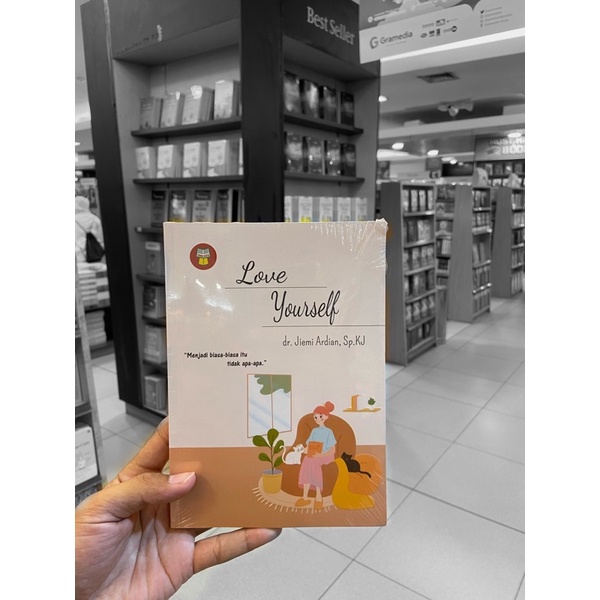 Best Seller
Gramedia
Love
Yourself
dr. Jiemi Ardian, Sp.KJ
"Menjadi biasa-biasa itu
tidak apa-apa."